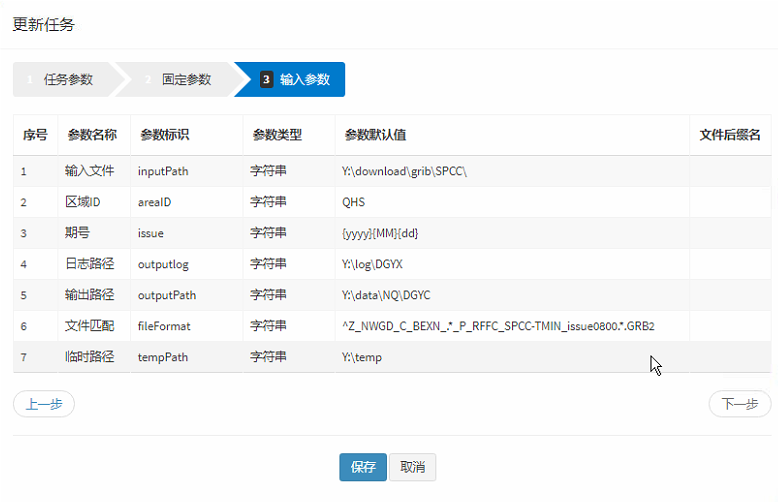 更新任务
1 任务参数 2 固定参数 3 输入参数
序号 参数名称 参数标识 参数类型 参数默认值 文件后缀名
1 输入文件 inputPath 字符串 Y:\download\grib\SPCC\
2 区域ID areaID 字符串 QHS
3 期号 issue 字符串 {yyyy}{MM}{dd}
4 日志路径 outputlog 字符串 Y:\log\DGYX
5 输出路径 outputPath 字符串 Y:\data\NQ\DGYC
6 文件匹配 fileFormat 字符串 ^Z_NWGD_C_BEXN_.*_P_RFFC_SPCC-TMIN_issue0800.*.GRB2
7 临时路径 tempPath 字符串 Y:\temp
上一步 下一步
保存 取消